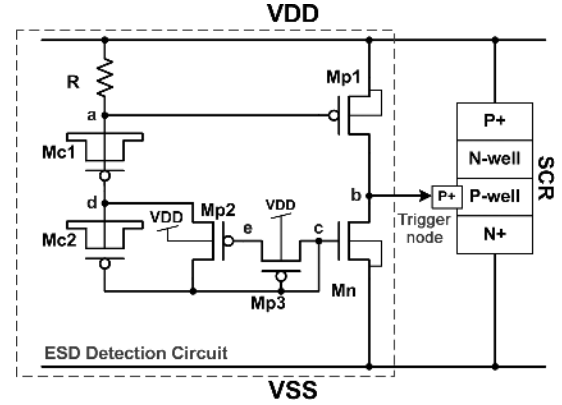 VDD
R
a
Mp1
Mc1
P+
N-well
SCR
d
VDD
Mp2
VDD
b
P+
P-well
Mc2
e
c
Trigger
node
N+
Mp3
Mn
ESD Detection Circuit
VSS